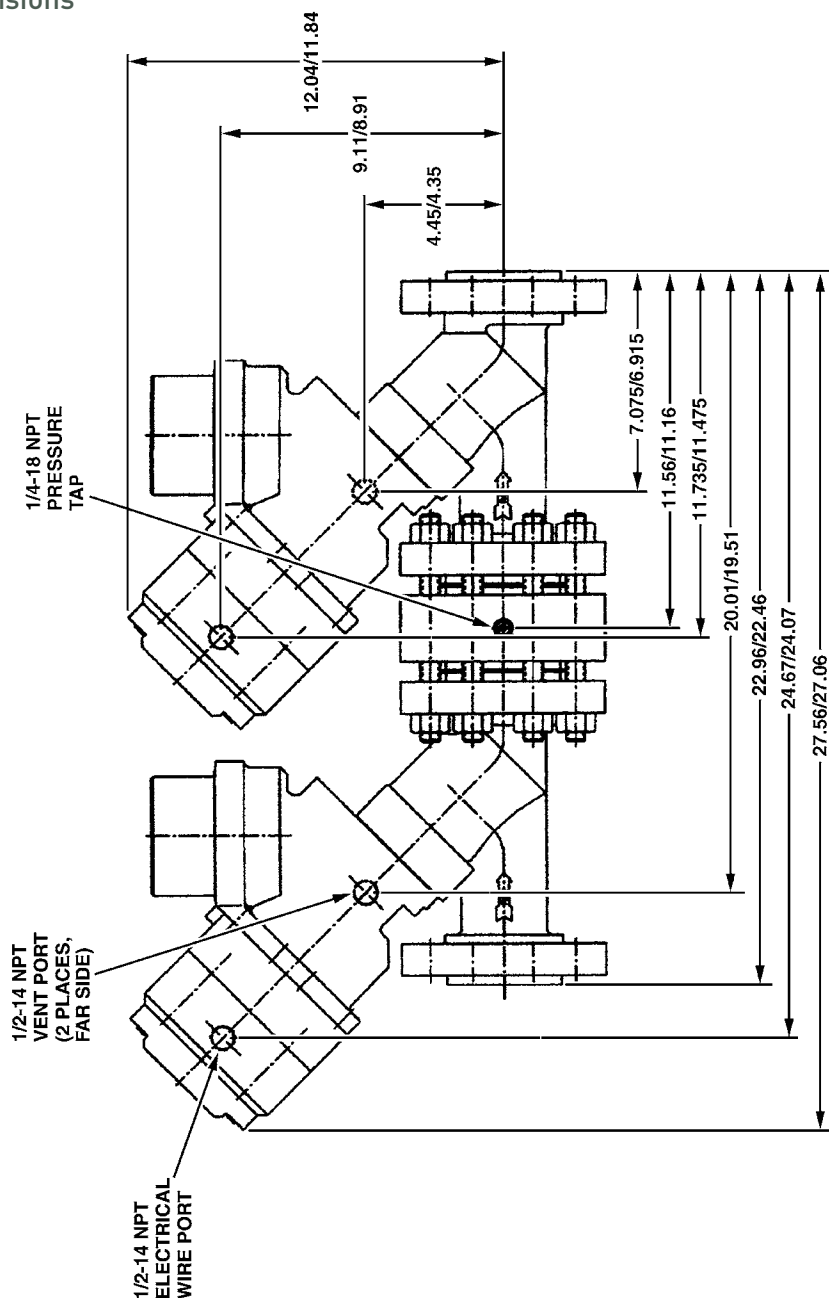 12.04/11.84
9.11/8.91
4.45/4.35
1/4-18 NPT
PRESSURE
TAP
7.075/6.915
11.56/11.16
11.735/11.475
20.01/19.51
22.96/22.46
24.67/24.07
27.56/27.06
1/2-14 NPT
VENT PORT
(2 PLACES,
FAR SIDE)
1/2-14 NPT
ELECTRICAL
WIRE PORT